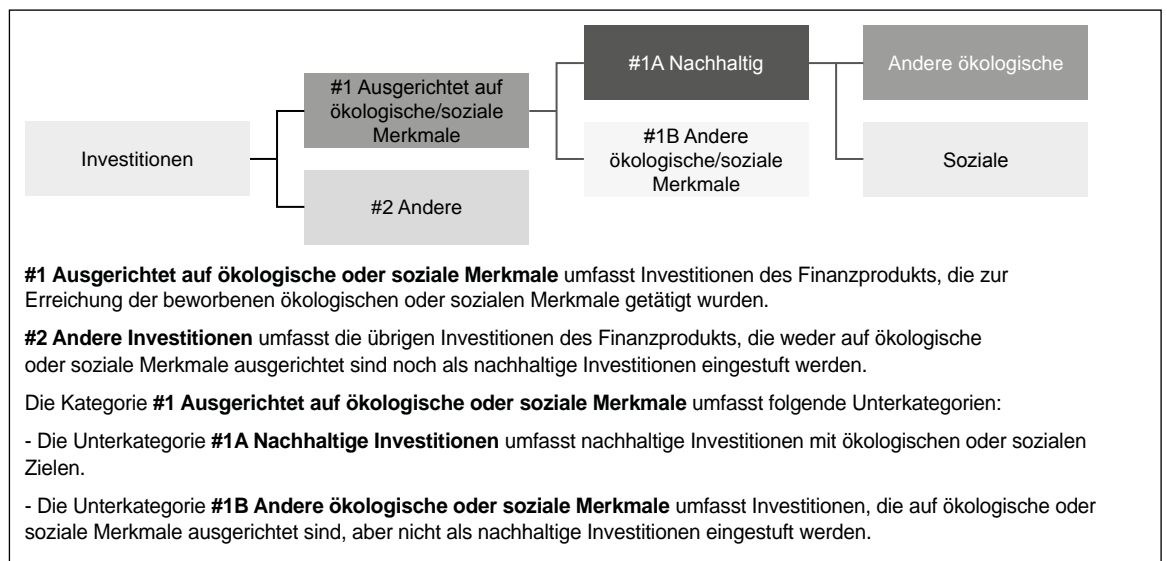 Investitionen
#1 Ausgerichtet auf
ökologische/soziale
Merkmale
#2 Andere
#1A Nachhaltig
#1B Andere
ökologische/soziale
Merkmale
Andere ökologische
Soziale
#1 Ausgerichtet auf ökologische oder soziale Merkmale umfasst Investitionen des Finanzprodukts, die zur
Erreichung der beworbenen ökologischen oder sozialen Merkmale getätigt wurden.
#2 Andere Investitionen umfasst die übrigen Investitionen des Finanzprodukts, die weder auf ökologische
oder soziale Merkmale ausgerichtet sind noch als nachhaltige Investitionen eingestuft werden.
Die Kategorie #1 Ausgerichtet auf ökologische oder soziale Merkmale umfasst folgende Unterkategorien:
- Die Unterkategorie #1A Nachhaltige Investitionen umfasst nachhaltige Investitionen mit ökologischen oder sozialen
Zielen.
- Die Unterkategorie #1B Andere ökologische oder soziale Merkmale umfasst Investitionen, die auf ökologische oder
soziale Merkmale ausgerichtet sind, aber nicht als nachhaltige Investitionen eingestuft werden.